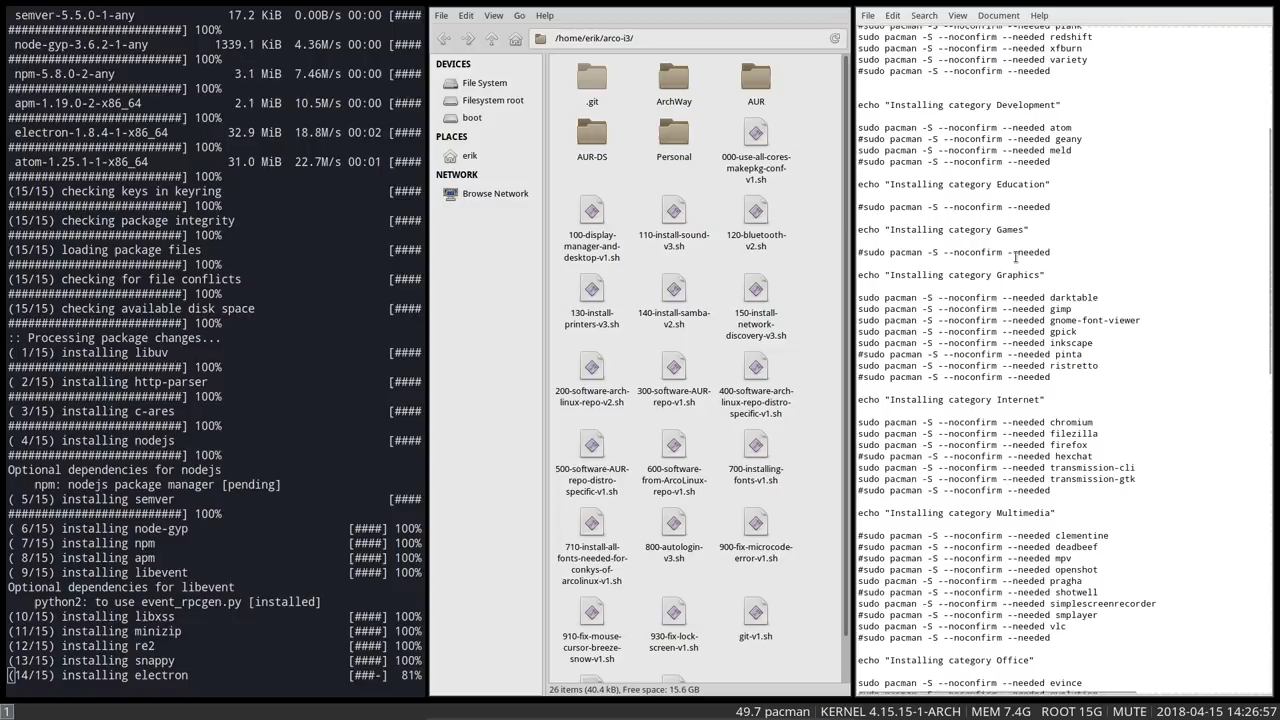 semver-5.5.0-1-any 17.2 KiB 0.00B/s 00:00 [####
#####################] 100%
node-gyp-3.6.2-1-any 1339.1 KiB 4.36M/s 00:00 [####
#####################] 100%
npm-5.8.0-2-any 3.1 MiB 7.46M/s 00:00 [####
#####################] 100%
apm-1.19.0-2-x86_64 2.1 MiB 10.5M/s 00:00 [####
#####################] 100%
electron-1.8.4-1-x86_64 32.9 MiB 18.8M/s 00:02 [####
#####################] 100%
atom-1.25.1-1-x86_64 31.0 MiB 22.7M/s 00:01 [####
#####################] 100%
(15/15) checking keys in keyring [####
#####################] 100%
(15/15) checking package integrity [####
#####################] 100%
(15/15) loading package files [####
#####################] 100%
(15/15) checking for file conflicts [####
#####################] 100%
(15/15) checking available disk space [####
#####################] 100%
:: Processing package changes...
( 1/15) installing libuv [####
#####################] 100%
( 2/15) installing http-parser [####
#####################] 100%
( 3/15) installing c-ares [####
#####################] 100%
( 4/15) installing nodejs [####
#####################] 100%
Optional dependencies for nodejs
npm: nodejs package manager [pending]
( 5/15) installing semver [####
#####################] 100%
( 6/15) installing node-gyp [####] 100%
( 7/15) installing npm [####] 100%
( 8/15) installing apm [####] 100%
( 9/15) installing libevent [####] 100%
Optional dependencies for libevent
python2: to use event_rpcgen.py [installed]
(10/15) installing libxss [####] 100%
(11/15) installing minizip [####] 100%
(12/15) installing re2 [####] 100%
(13/15) installing snappy [####] 100%
(14/15) installing electron [###-] 81%
File Edit View Go Help
/home/erik/arco-i3/
DEVICES
File System
Filesystem root
boot
PLACES
erik
NETWORK
Browse Network
.git
ArchWay
AUR
AUR-DS
Personal
000-use-all-cores-
makepkg-conf-
v1.sh
100-display-
manager-and-
desktop-v1.sh
110-install-sound-
v3.sh
120-bluetooth-
v2.sh
130-install-
printers-v3.sh
140-install-samba-
v2.sh
150-install-
network-
discovery-v3.sh
200-software-arch-
linux-repo-v2.sh
300-software-AUR-
repo-v1.sh
400-software-arch-
linux-repo-distro-
specific-v1.sh
500-software-AUR-
repo-distro-
specific-v1.sh
600-software-
from-ArcoLinux-
repo-v1.sh
700-installing-
fonts-v1.sh
710-install-all-
fonts-needed-for-
conkys-of-
arcolinux-v1.sh
800-autologin-
v3.sh
900-fix-microcode-
error-v1.sh
910-fix-mouse-
cursor-breeze-
snow-v1.sh
930-fix-lock-
screen-v1.sh
git-v1.sh
26 items (40.4 kB), Free space: 15.6 GB
File Edit Search View Document Help
sudo pacman -S --noconfirm --needed plank
sudo pacman -S --noconfirm --needed redshift
sudo pacman -S --noconfirm --needed xfburn
sudo pacman -S --noconfirm --needed variety
#sudo pacman -S --noconfirm --needed
echo "Installing category Development"
sudo pacman -S --noconfirm --needed atom
#sudo pacman -S --noconfirm --needed geany
sudo pacman -S --noconfirm --needed meld
#sudo pacman -S --noconfirm --needed
echo "Installing category Education"
#sudo pacman -S --noconfirm --needed
echo "Installing category Games"
#sudo pacman -S --noconfirm --needed
echo "Installing category Graphics"
sudo pacman -S --noconfirm --needed darktable
sudo pacman -S --noconfirm --needed gimp
sudo pacman -S --noconfirm --needed gnome-font-viewer
sudo pacman -S --noconfirm --needed gpick
sudo pacman -S --noconfirm --needed inkscape
#sudo pacman -S --noconfirm --needed pinta
sudo pacman -S --noconfirm --needed ristretto
#sudo pacman -S --noconfirm --needed
echo "Installing category Internet"
sudo pacman -S --noconfirm --needed chromium
sudo pacman -S --noconfirm --needed filezilla
sudo pacman -S --noconfirm --needed firefox
#sudo pacman -S --noconfirm --needed hexchat
sudo pacman -S --noconfirm --needed transmission-cli
sudo pacman -S --noconfirm --needed transmission-gtk
#sudo pacman -S --noconfirm --needed
echo "Installing category Multimedia"
#sudo pacman -S --noconfirm --needed clementine
#sudo pacman -S --noconfirm --needed deadbeef
#sudo pacman -S --noconfirm --needed mpv
#sudo pacman -S --noconfirm --needed openshot
sudo pacman -S --noconfirm --needed pragha
#sudo pacman -S --noconfirm --needed shotwell
sudo pacman -S --noconfirm --needed simplescreenrecorder
#sudo pacman -S --noconfirm --needed smplayer
sudo pacman -S --noconfirm --needed vlc
#sudo pacman -S --noconfirm --needed
echo "Installing category Office"
sudo pacman -S --noconfirm --needed evince
1
49.7 pacman | KERNEL 4.15.15-1-ARCH | MEM 7.4G | ROOT 15G | MUTE | 2018-04-15 14:26:57